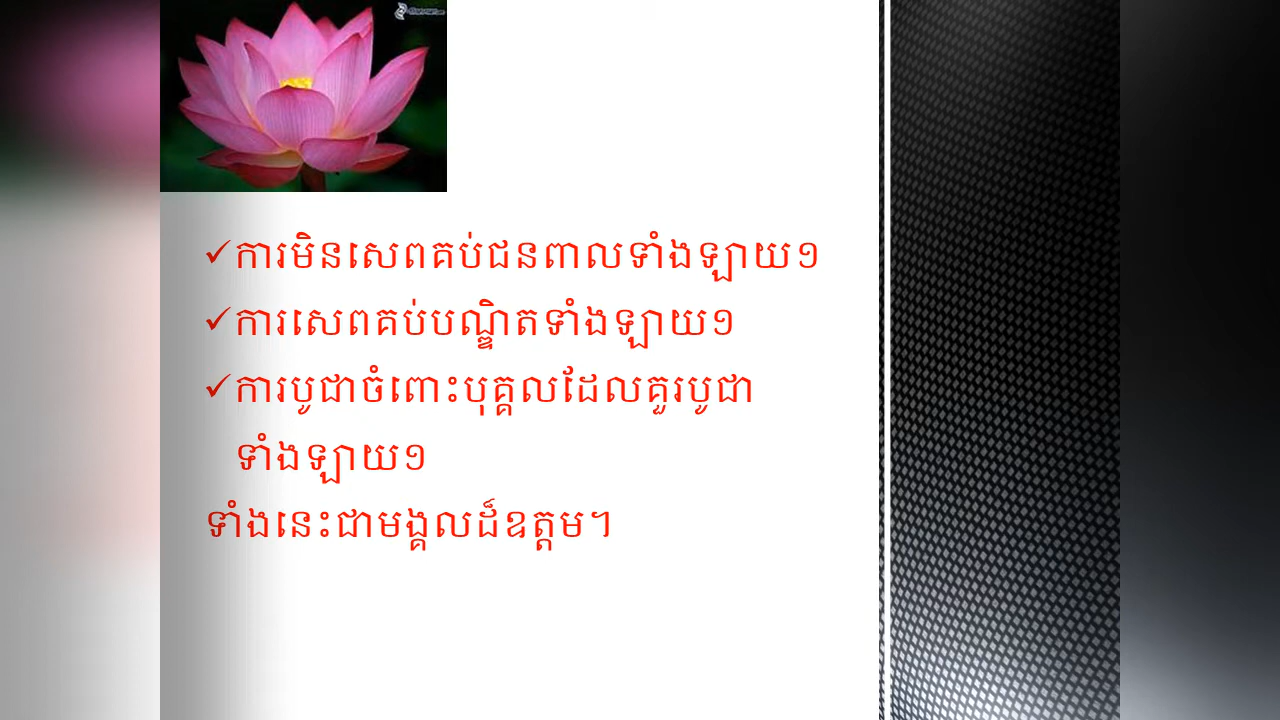 ✓ការមិនសេពគប់ជនពាលទាំងឡាយ១
✓ការសេពគប់បណ្ឌិតទាំងឡាយ១
✓ការបូជាចំពោះបុគ្គលដែលគួរបូជា
ទាំងឡាយ១
ទាំងនេះជាមង្គលដ៏ឧត្តម។